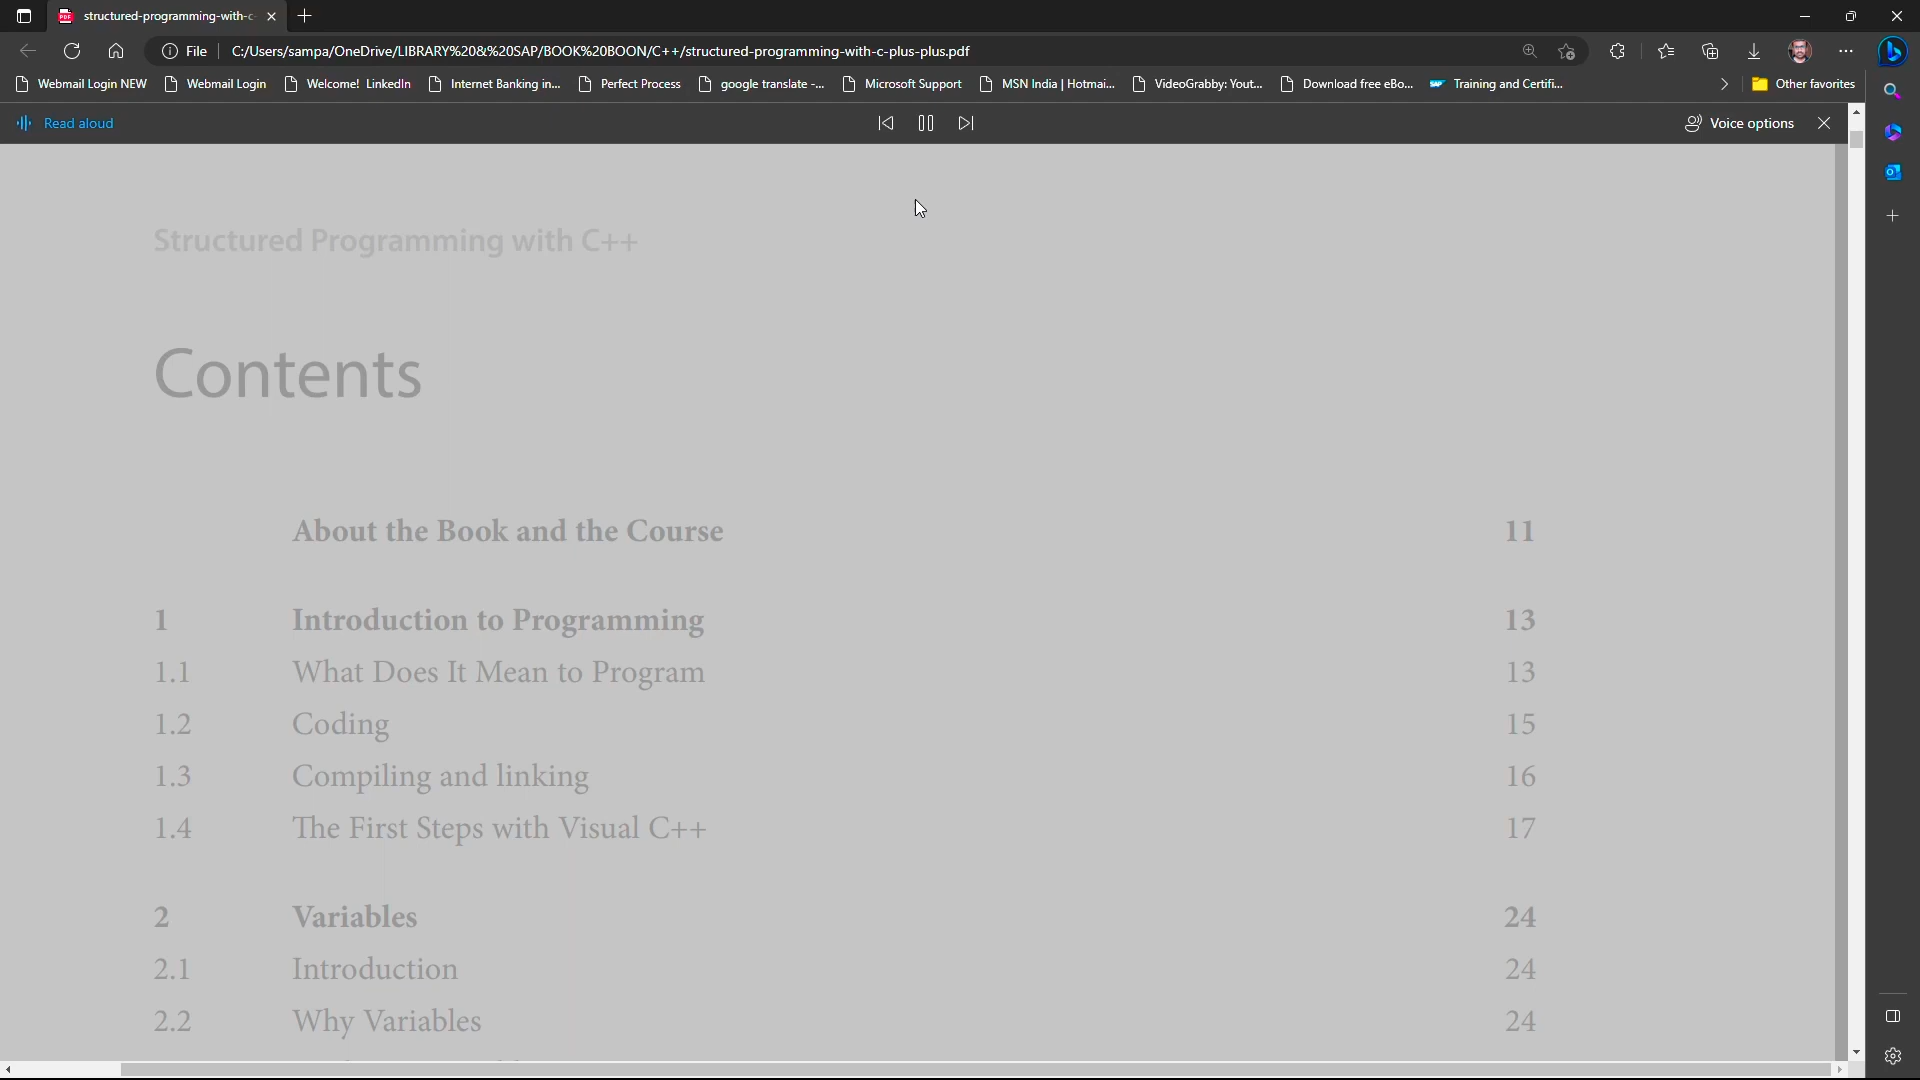 structured-programming-with-c-
File
C:/Users/sampa/OneDrive/LIBRARY%20&%20SAP/BOOK%20BOON/C++/structured-programming-with-c-plus-plus.pdf
Webmail Login NEW
Webmail Login
Welcome! LinkedIn
Internet Banking in...
Perfect Process
google translate -...
Microsoft Support
MSN India | Hotmai...
VideoGrabby: Yout...
Download free eBo...
Training and Certifi...
Other favorites
Read aloud
Voice options
Structured Programming with C++
Contents
About the Book and the Course 11
1 Introduction to Programming 13
1.1 What Does It Mean to Program 13
1.2 Coding 15
1.3 Compiling and linking 16
1.4 The First Steps with Visual C++ 17
2 Variables 24
2.1 Introduction 24
2.2 Why Variables 24